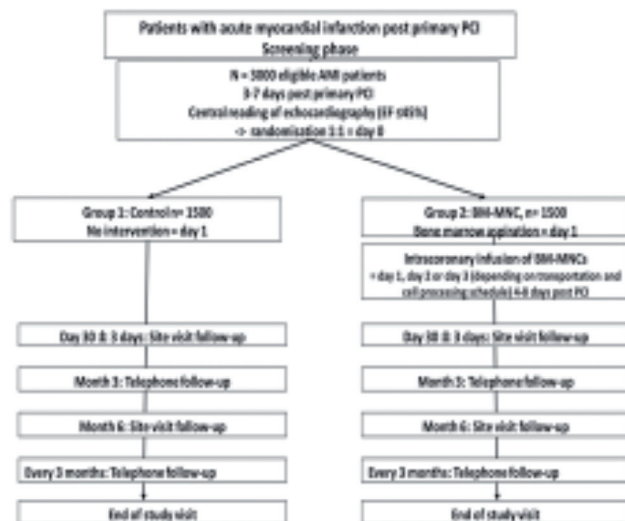 Patients with acute myocardial infarction post primary PCI
Screening phase
N = 3000 eligible AMI patients
3-7 days post primary PCI
Central reading of echocardiography (EF ≤45%)
-> randomisation 1:1 = day 0
Group 1: Control n= 1500
No intervention = day 1
Group 2: BM-MNC, n= 1500
Bone marrow aspiration = day 1
Intracoronary infusion of BM-MNCs
= day 1, day 2 or day 3 (depending on transportation and
cell processing schedule) 4-8 days post PCI
Day 30 ± 3 days: Site visit follow-up
Day 30 ± 3 days: Site visit follow-up
Month 3: Telephone follow-up
Month 3: Telephone follow-up
Month 6: Site visit follow-up
Month 6: Site visit follow-up
Every 3 months: Telephone follow-up
Every 3 months: Telephone follow-up
End of study visit
End of study visit